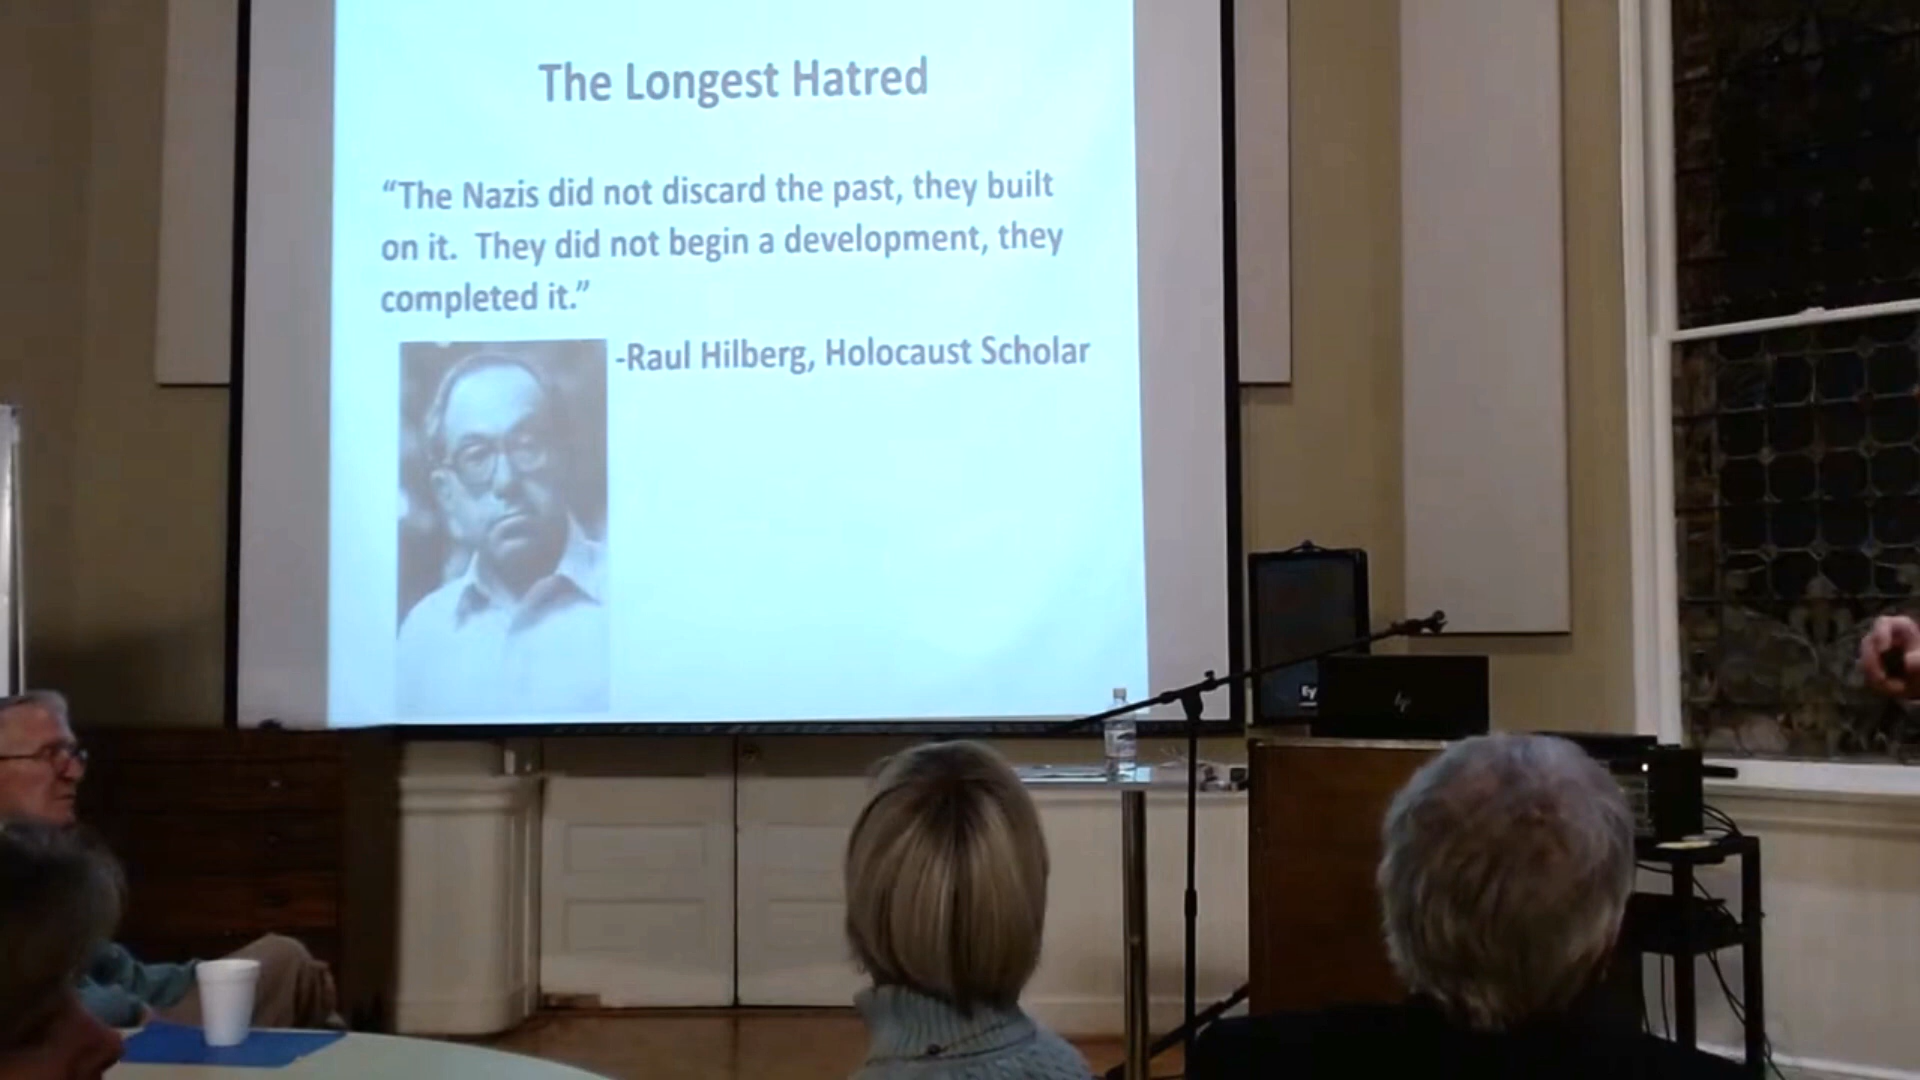 The Longest Hatred
“The Nazis did not discard the past, they built
on it.  They did not begin a development, they
completed it.”
-Raul Hilberg, Holocaust Scholar
hp